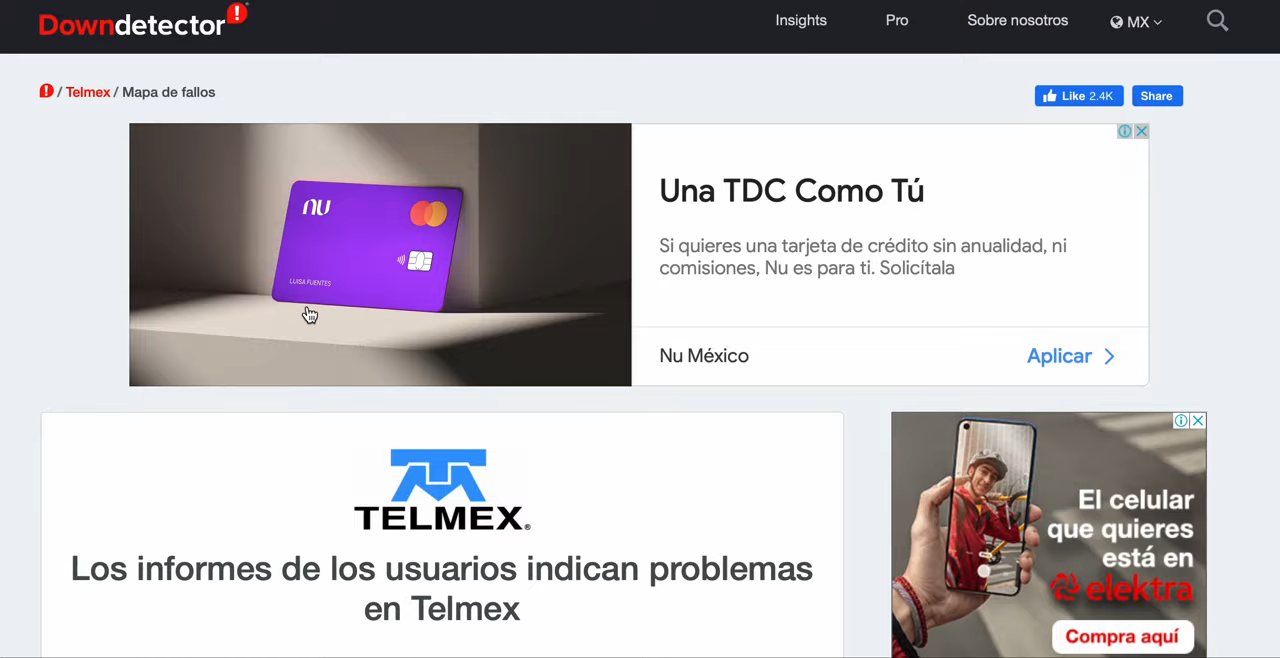 Downdetector
Insights
Pro
Sobre nosotros
MX
/ Telmex / Mapa de fallos
Like 2.4K
Share
nu
LUISA FUENTES
Una TDC Como Tú
Si quieres una tarjeta de crédito sin anualidad, ni
comisiones, Nu es para ti. Solicítala
Nu México
Aplicar
TELMEX®
Los informes de los usuarios indican problemas
en Telmex
El celular
que quieres
está en
elektra
Compra aquí